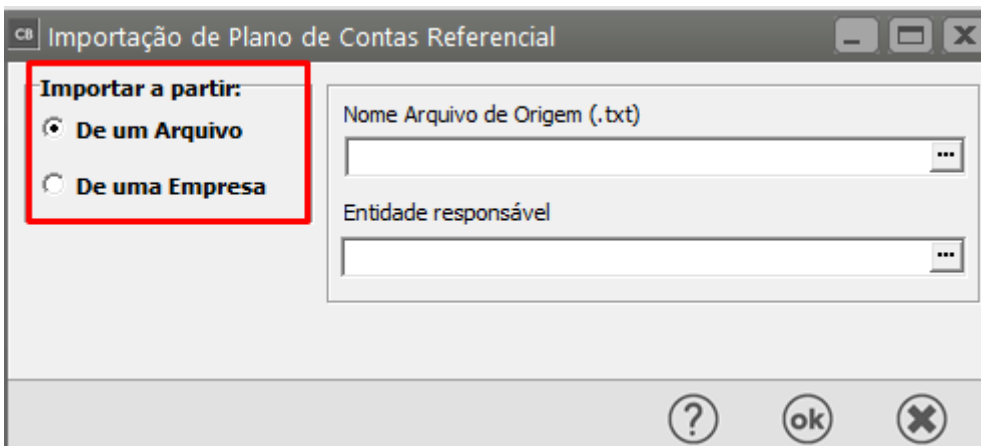 CB Importação de Plano de Contas Referencial
Importar a partir:
De um Arquivo
De uma Empresa
Nome Arquivo de Origem (.txt)
...
Entidade responsável
...
? ok